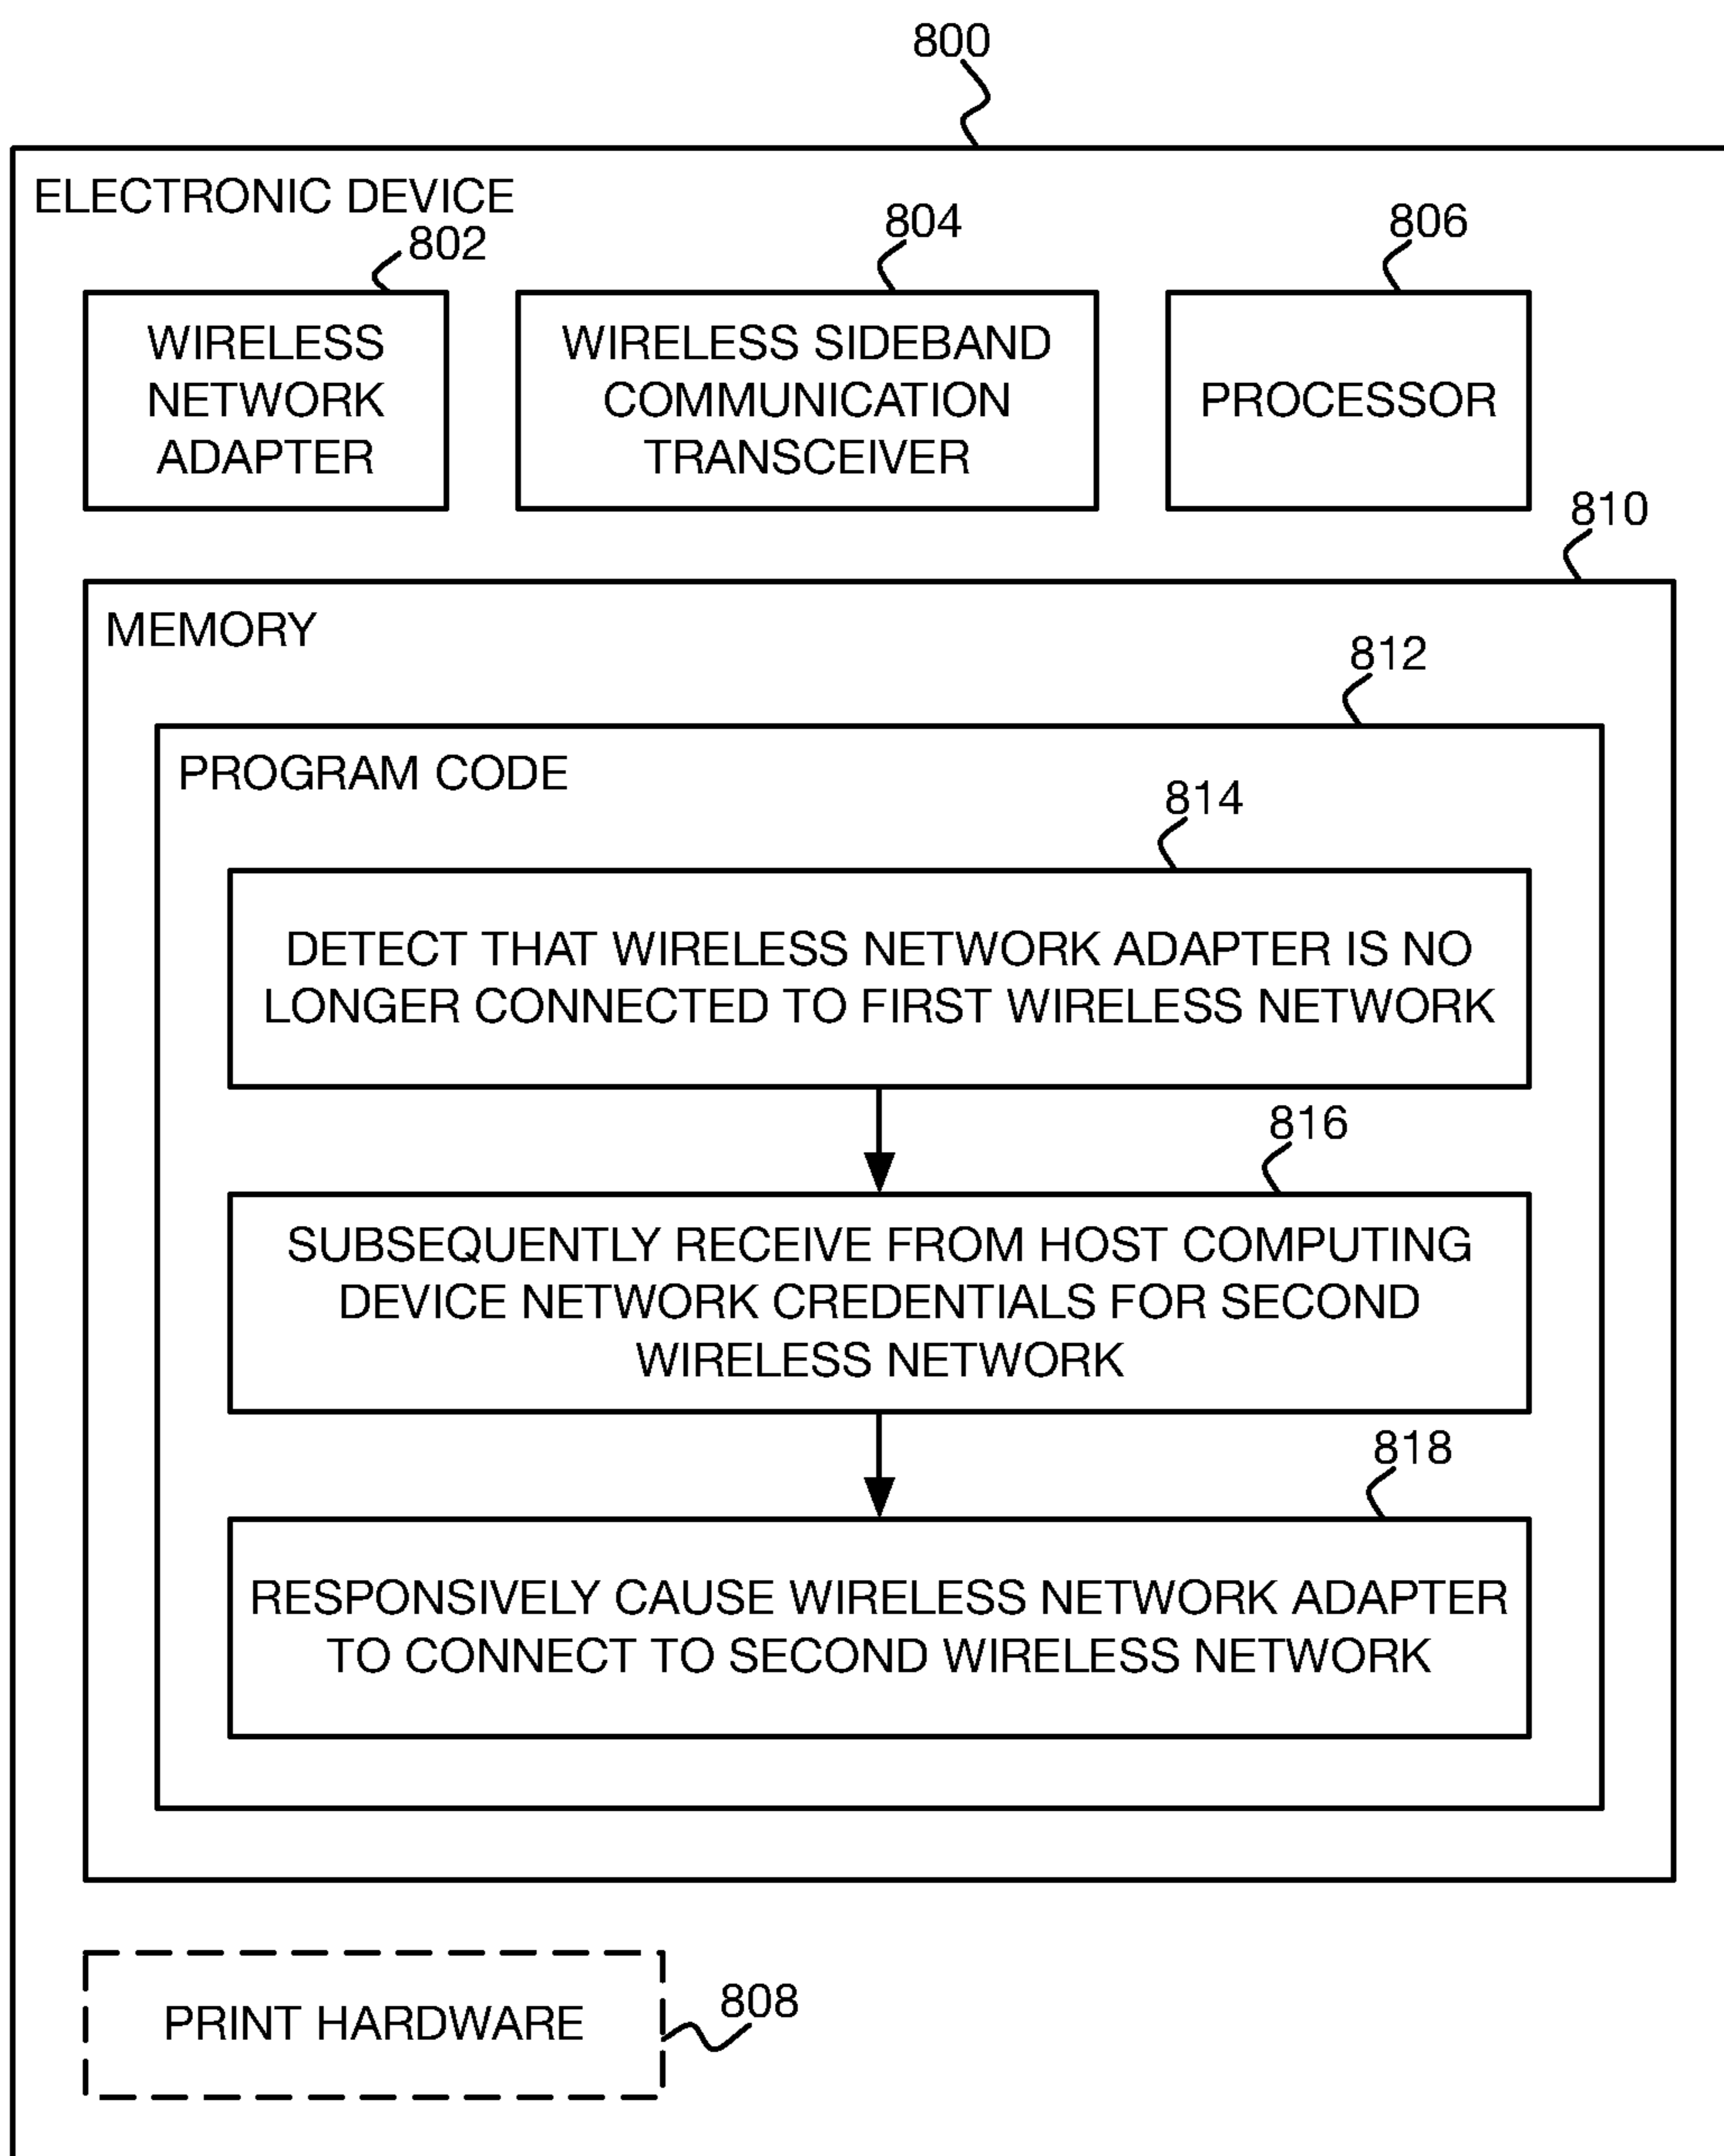 800
ELECTRONIC DEVICE
802
804
806
WIRELESS
NETWORK
ADAPTER
WIRELESS SIDEBAND
COMMUNICATION
TRANSCEIVER
PROCESSOR
810
MEMORY
812
PROGRAM CODE
814
DETECT THAT WIRELESS NETWORK ADAPTER IS NO
LONGER CONNECTED TO FIRST WIRELESS NETWORK
816
SUBSEQUENTLY RECEIVE FROM HOST COMPUTING
DEVICE NETWORK CREDENTIALS FOR SECOND
WIRELESS NETWORK
818
RESPONSIVELY CAUSE WIRELESS NETWORK ADAPTER
TO CONNECT TO SECOND WIRELESS NETWORK
PRINT HARDWARE
808